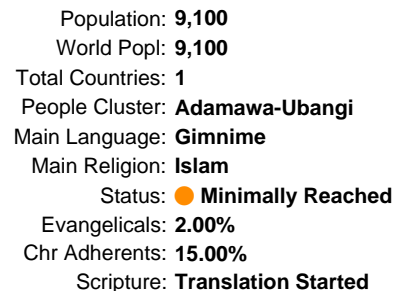 Population: 9,100
World Popl: 9,100
Total Countries: 1
People Cluster: Adamawa-Ubangi
Main Language: Gimnime
Main Religion: Islam
Status: Minimally Reached
Evangelicals: 2.00%
Chr Adherents: 15.00%
Scripture: Translation Started